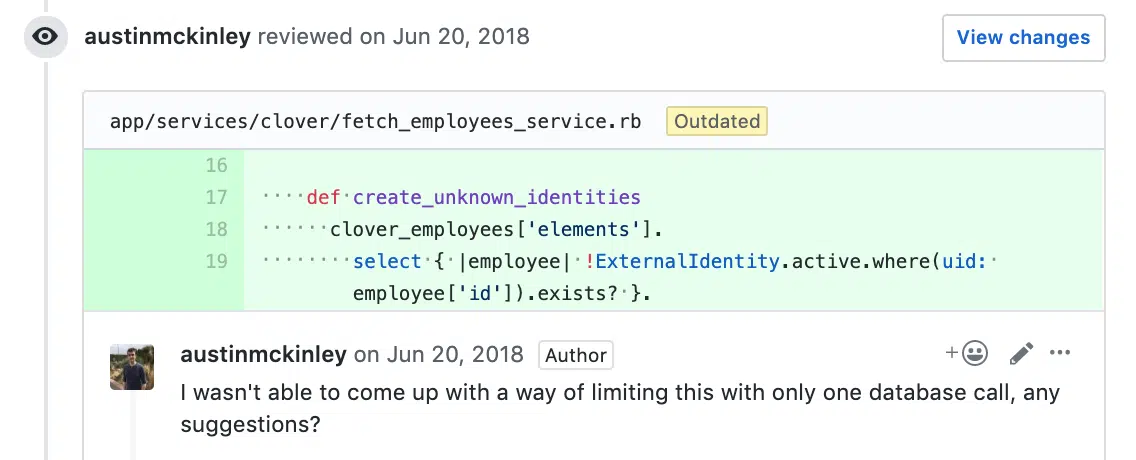 austinmckinley reviewed on Jun 20, 2018
View changes
app/services/clover/fetch_employees_service.rb Outdated
16
17 ····def·create_unknown_identities
18 ······clover_employees['elements'].
19 ········select·{·|employee|·!ExternalIdentity.active.where(uid:·
employee['id']).exists?·}.
austinmckinley on Jun 20, 2018 Author
I wasn't able to come up with a way of limiting this with only one database call, any
suggestions?